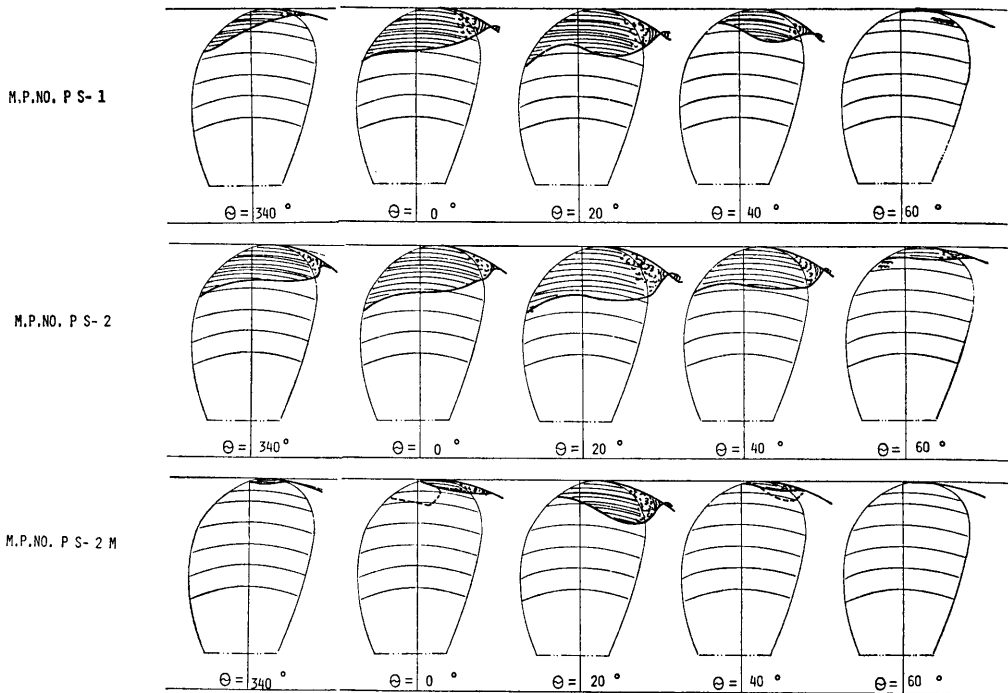 M.P.NO. P S- 1
Θ = 340 °
Θ = 0 °
Θ = 20 °
Θ = 40 °
Θ = 60 °
M.P.NO. P S- 2
Θ = 340 °
Θ = 0 °
Θ = 20 °
Θ = 40 °
Θ = 60 °
M.P.NO. P S- 2 M
Θ = 340 °
Θ = 0 °
Θ = 20 °
Θ = 40 °
Θ = 60 °